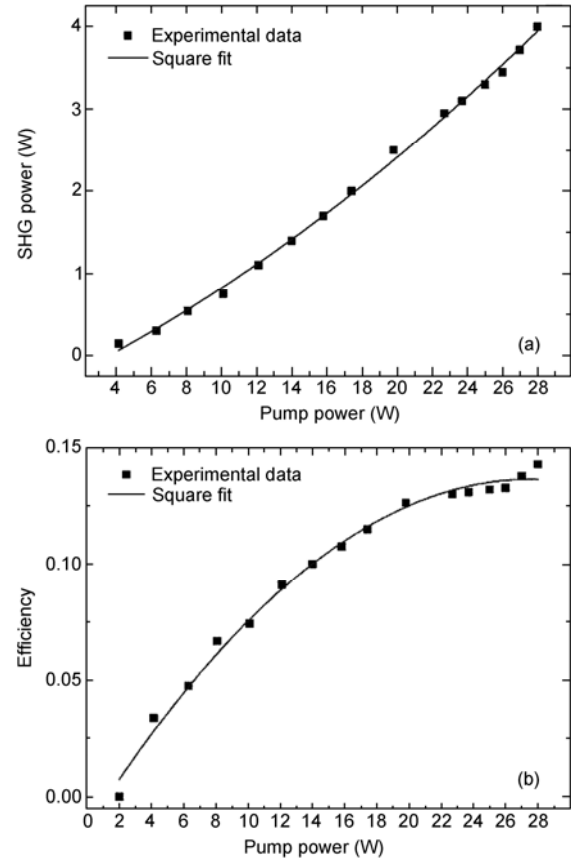 4
Experimental data
Square fit
3
2
1
0
SHG power (W)
(a)
4 6 8 10 12 14 16 18 20 22 24 26 28
Pump power (W)
0.15
Experimental data
Square fit
0.10
0.05
0.00
Efficiency
(b)
0 2 4 6 8 10 12 14 16 18 20 22 24 26 28
Pump power (W)